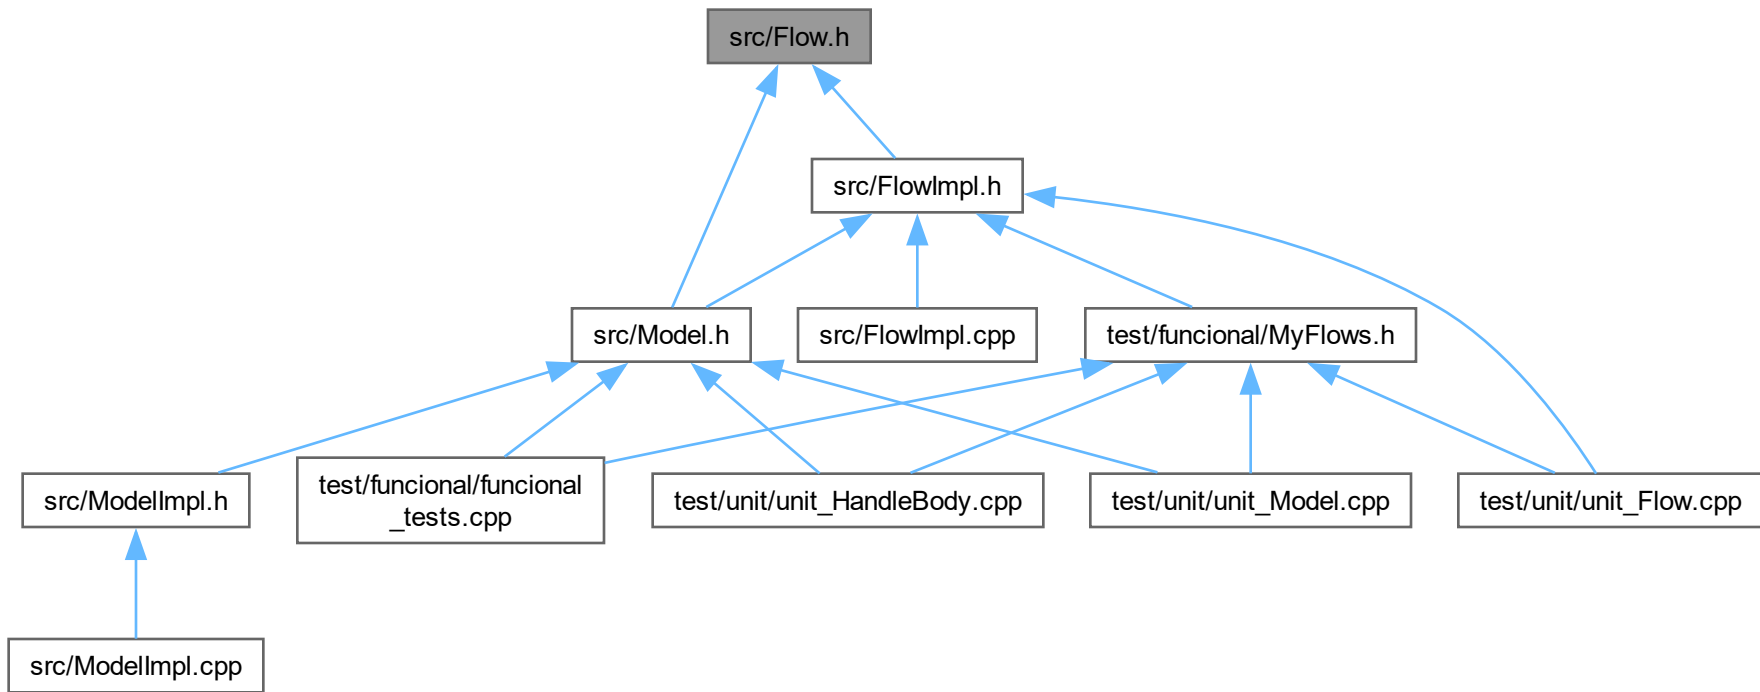 src/Flow.h
src/FlowImpl.h
src/Model.h
src/FlowImpl.cpp
test/funcional/MyFlows.h
src/ModelImpl.h
test/funcional/funcional
_tests.cpp
test/unit/unit_HandleBody.cpp
test/unit/unit_Model.cpp
test/unit/unit_Flow.cpp
src/ModelImpl.cpp